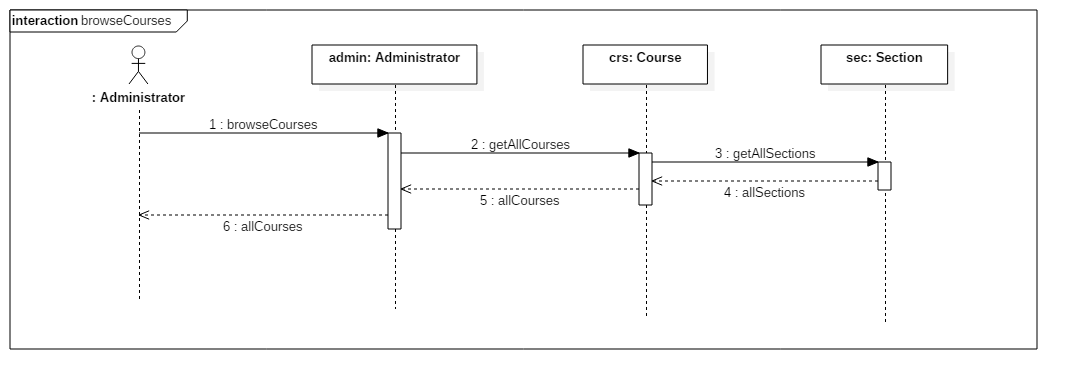 interaction browseCourses
: Administrator
admin: Administrator
crs: Course
sec: Section
1 : browseCourses
2 : getAllCourses
3 : getAllSections
4 : allSections
5 : allCourses
6 : allCourses